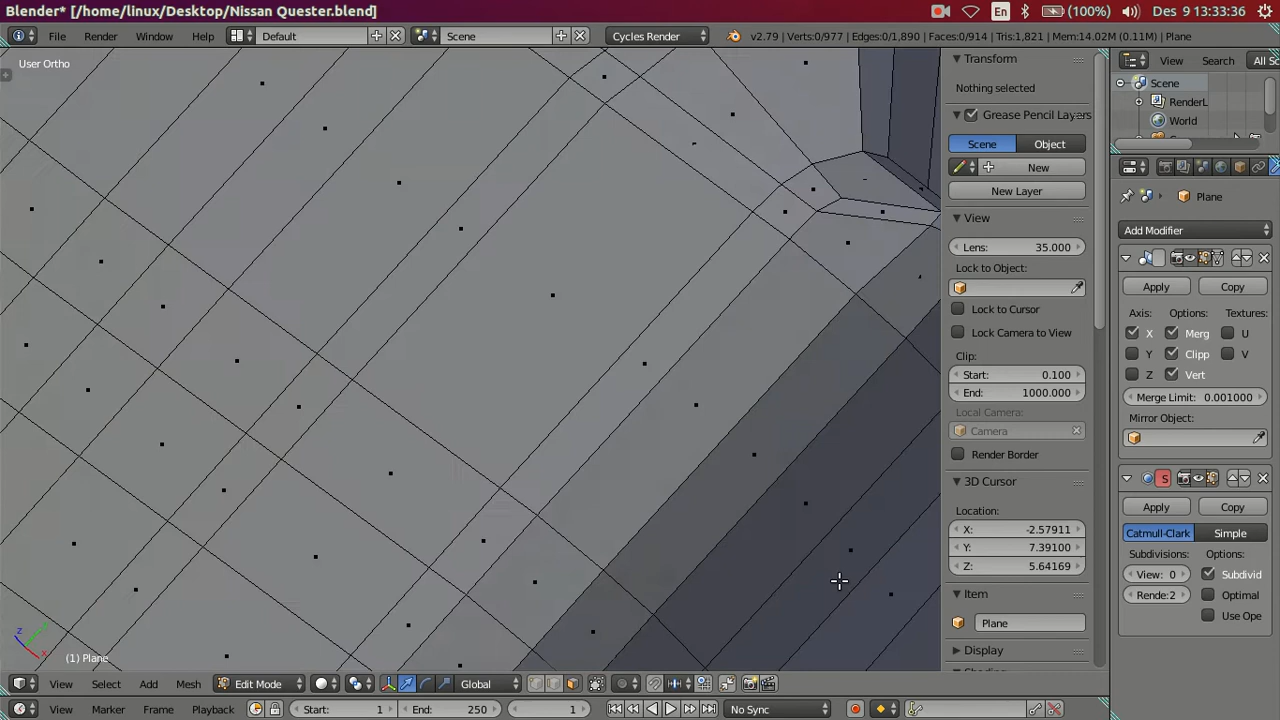 Blender* [/home/linux/Desktop/Nissan Quester.blend]
En (100%) Des 9 13:33:36
File Render Window Help Default Scene Cycles Render v2.79 | Verts:0/977 | Edges:0/1,890 | Faces:0/914 | Tris:1,821 | Mem:14.02M (0.11M) | Plane
User Ortho
Transform
Nothing selected
Grease Pencil Layers
Scene Object
New
New Layer
View
Lens: 35.000
Lock to Object:
Lock to Cursor
Lock Camera to View
Clip:
Start: 0.100
End: 1000.000
Local Camera:
Camera
Render Border
3D Cursor
Location:
X: -2.57911
Y: 7.39100
Z: 5.64169
Item
Plane
Display
View Search All Sc
Scene
RenderL
World
Plane
Add Modifier
Apply Copy
Axis: Options: Textures:
X Merg U
Y Clipp V
Z Vert
Merge Limit: 0.001000
Mirror Object:
S
Apply Copy
Catmull-Clark Simple
Subdivisions: Options:
View: 0 Subdivid
Rende:2 Optimal
Use Ope
z y x
(1) Plane
View Select Add Mesh Edit Mode Global
View Marker Frame Playback Start: 1 End: 250 1 No Sync